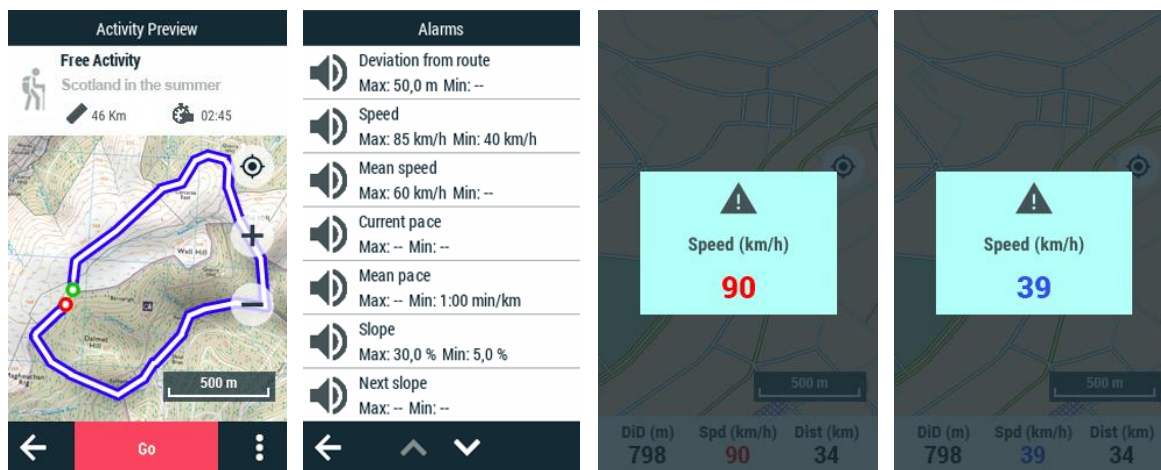 Activity Preview
Free Activity
Scotland in the summer
46 Km 02:45
Well Hill
Dalmet
Hill
500 m
Go
Alarms
Deviation from route
Max: 50,0 m Min: --
Speed
Max: 85 km/h Min: 40 km/h
Mean speed
Max: 60 km/h Min: --
Current pace
Max: -- Min: --
Mean pace
Max: -- Min: 1:00 min/km
Slope
Max: 30,0 % Min: 5,0 %
Next slope
Max: -- Min: --
Speed (km/h)
90
500 m
DiD (m) Spd (km/h) Dist (km)
798 90 34
Speed (km/h)
39
500 m
DiD (m) Spd (km/h) Dist (km)
798 39 34